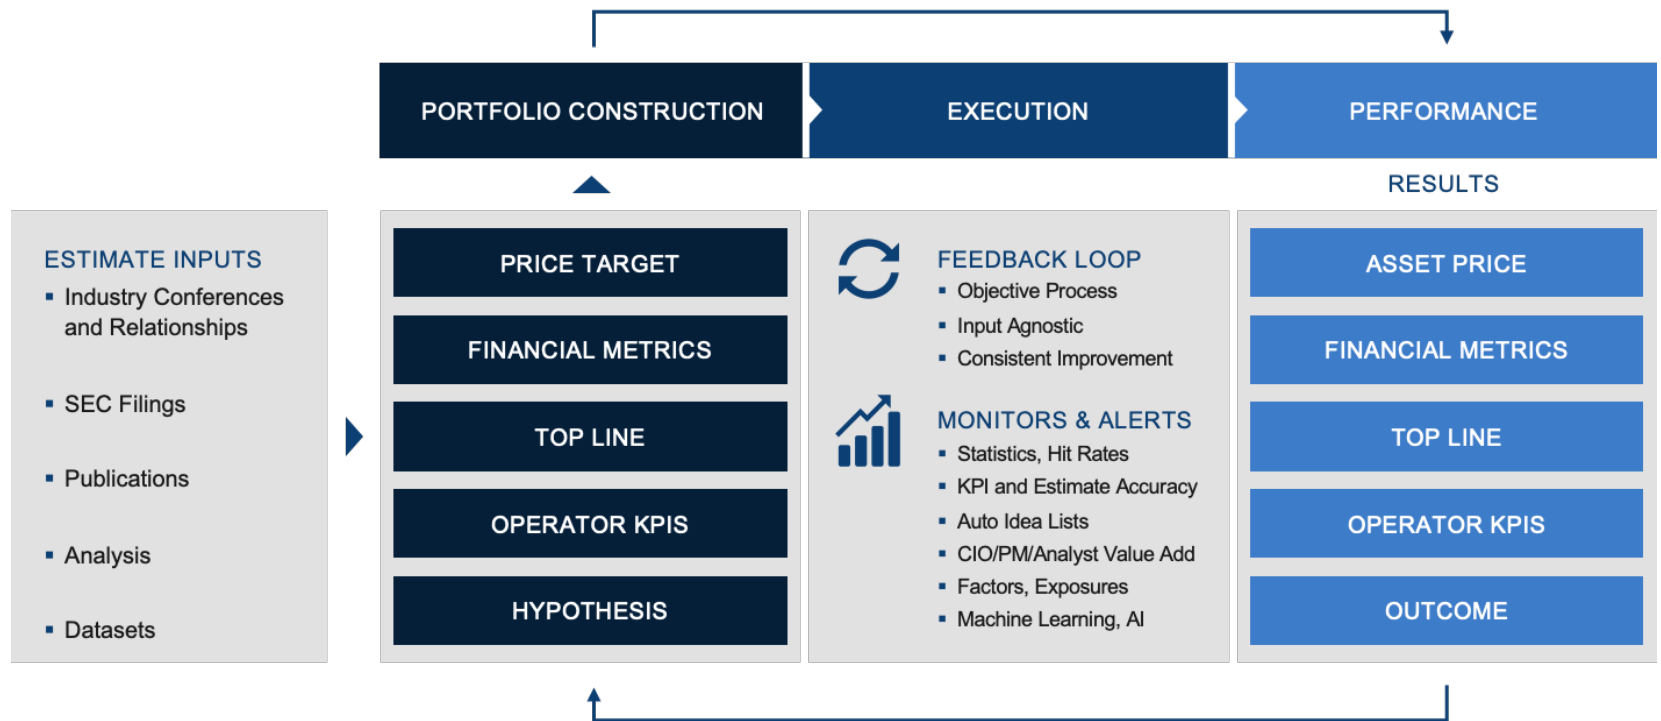 PORTFOLIO CONSTRUCTION
EXECUTION
PERFORMANCE
RESULTS
ESTIMATE INPUTS
▪ Industry Conferences
and Relationships
▪ SEC Filings
▪ Publications
▪ Analysis
▪ Datasets
PRICE TARGET
FINANCIAL METRICS
TOP LINE
OPERATOR KPIS
HYPOTHESIS
FEEDBACK LOOP
▪ Objective Process
▪ Input Agnostic
▪ Consistent Improvement
MONITORS & ALERTS
▪ Statistics, Hit Rates
▪ KPI and Estimate Accuracy
▪ Auto Idea Lists
▪ CIO/PM/Analyst Value Add
▪ Factors, Exposures
▪ Machine Learning, AI
ASSET PRICE
FINANCIAL METRICS
TOP LINE
OPERATOR KPIS
OUTCOME